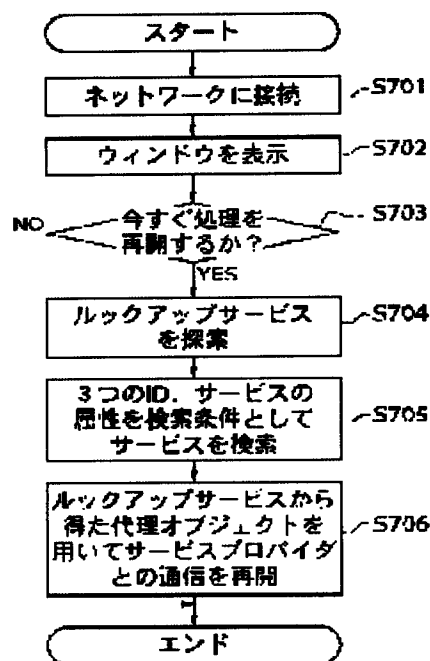 スタート
ネットワークに接続
S701
ウィンドウを表示
S702
今すぐ処理を
再開するか?
S703
NO
YES
ルックアップサービス
を探索
S704
3つのID、サービスの
属性を検索条件として
サービスを検索
S705
ルックアップサービスから
得た代理オブジェクトを
用いてサービスプロバイダ
との通信を再開
S706
エンド